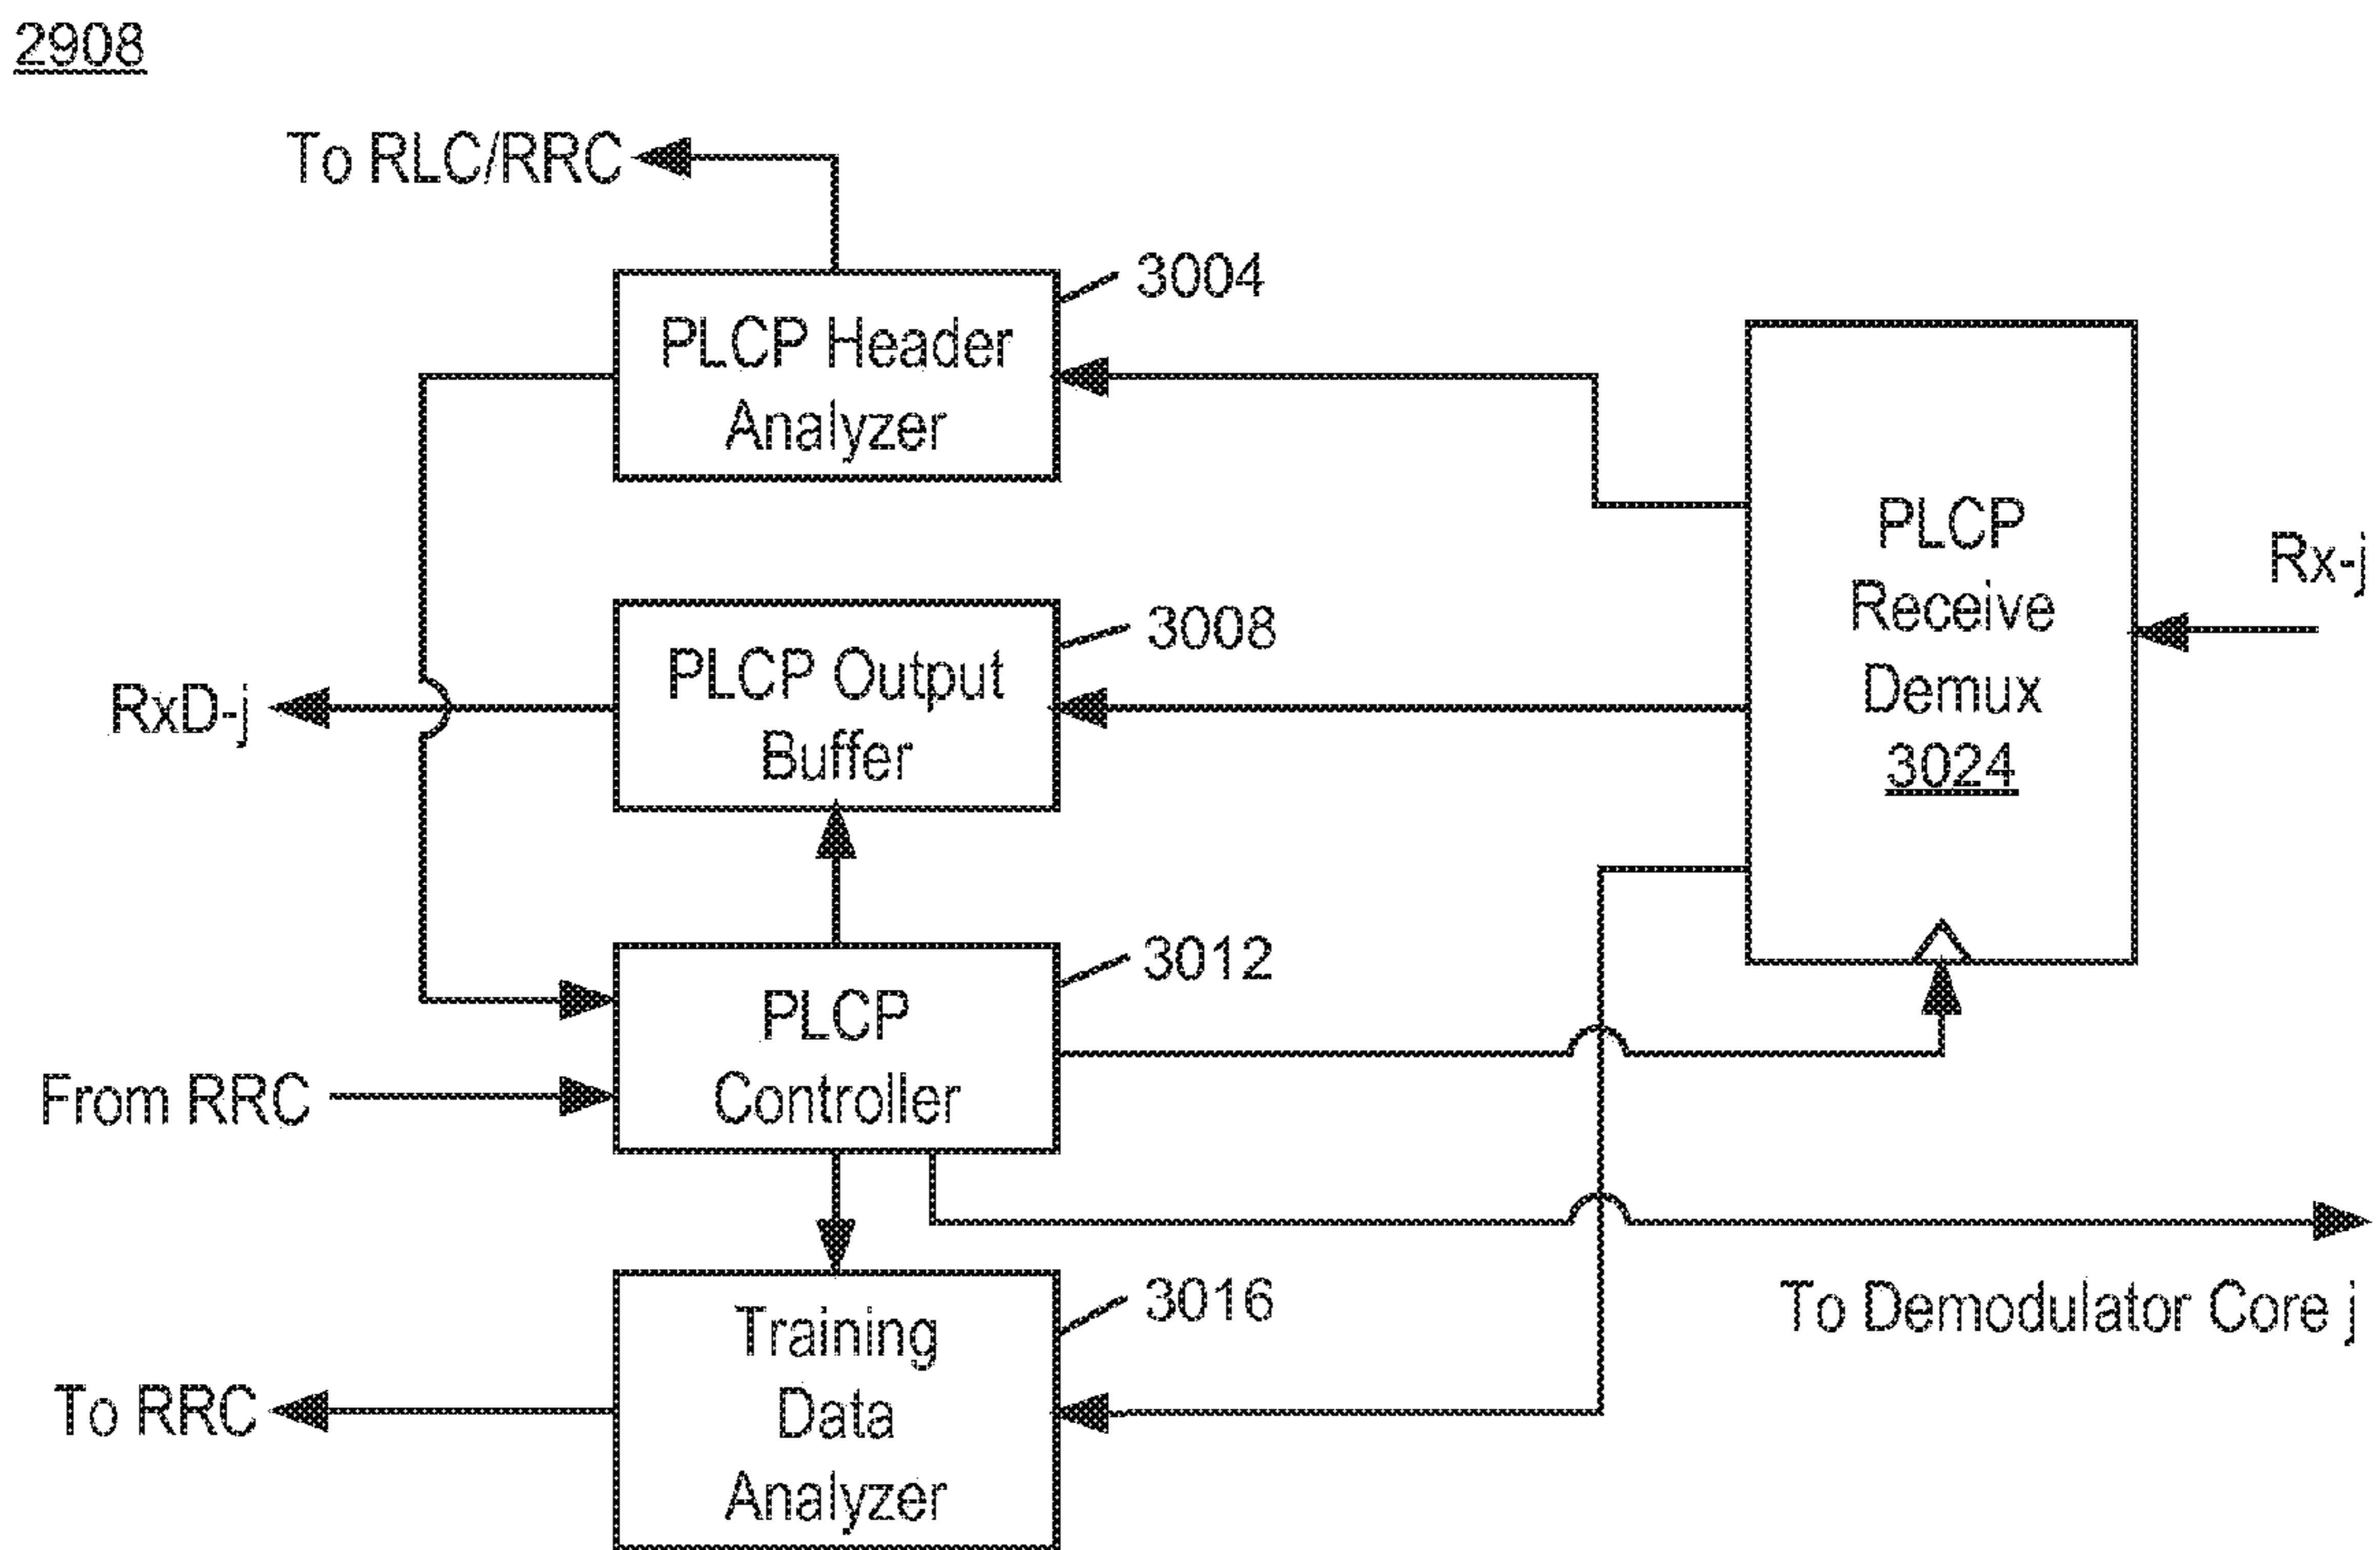 2908
To RLC/RRC
3004
PLCP Header
Analyzer
PLCP
Receive
Demux
3024
Rx-j
3008
PLCP Output
Buffer
RxD-j
3012
PLCP
Controller
From RRC
3016
Training
Data
Analyzer
To Demodulator Core j
To RRC